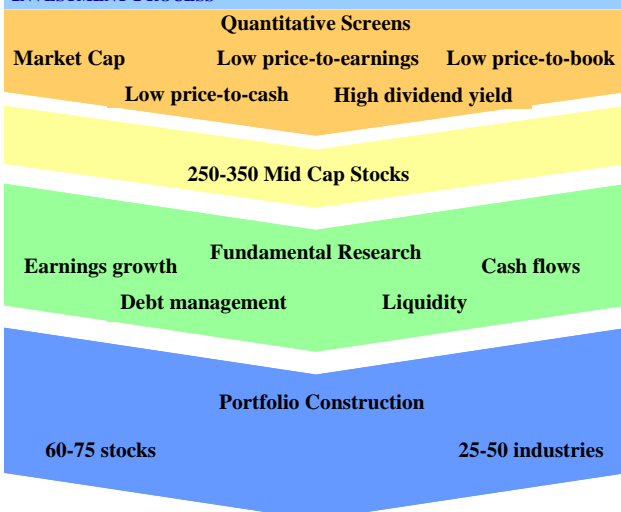 INVESTMENT PROCESS
Quantitative Screens
Market Cap Low price-to-earnings Low price-to-book
Low price-to-cash High dividend yield
250-350 Mid Cap Stocks
Fundamental Research
Earnings growth Cash flows
Debt management Liquidity
Portfolio Construction
60-75 stocks 25-50 industries